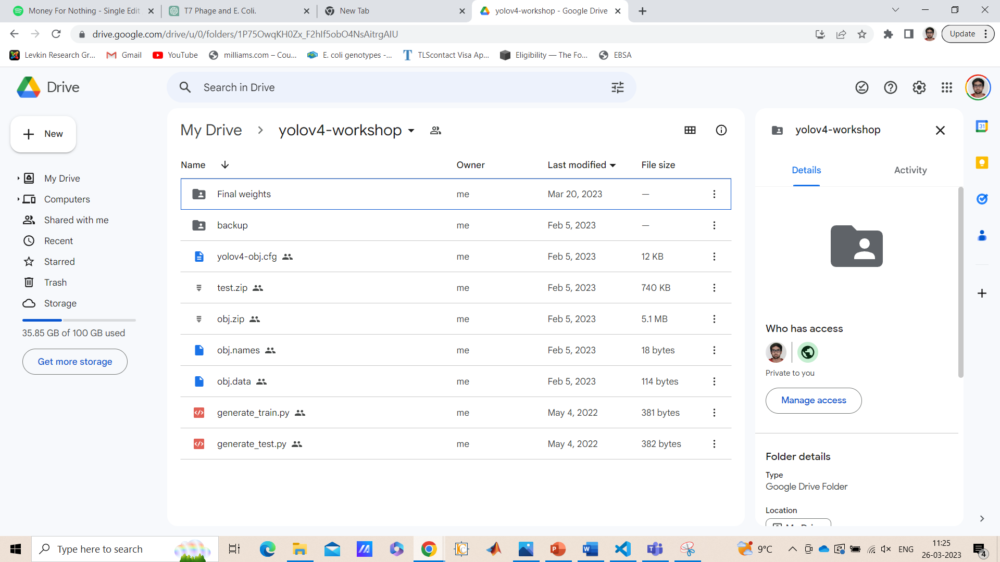 Money For Nothing - Single Edit
T7 Phage and E. Coli.
New Tab
yolov4-workshop - Google Drive
drive.google.com/drive/u/0/folders/1P75OwqKH0Zx_F2hIf5obO4NsAitrgAIU
Update
Levkin Research Gr...
Gmail
YouTube
milliams.com – Cou...
E. coli genotypes -...
TLScontact Visa Ap...
Eligibility — The Fo...
EBSA
Drive
Search in Drive
New
My Drive
Computers
Shared with me
Recent
Starred
Trash
Storage
35.85 GB of 100 GB used
Get more storage
My Drive > yolov4-workshop
Name Owner Last modified File size
Final weights me Mar 20, 2023 —
backup me Feb 5, 2023 —
yolov4-obj.cfg me Feb 5, 2023 12 KB
test.zip me Feb 5, 2023 740 KB
obj.zip me Feb 5, 2023 5.1 MB
obj.names me Feb 5, 2023 18 bytes
obj.data me Feb 5, 2023 114 bytes
generate_train.py me May 4, 2022 381 bytes
generate_test.py me May 4, 2022 382 bytes
yolov4-workshop
Details Activity
Who has access
Private to you
Manage access
Folder details
Type
Google Drive Folder
Location
31
Type here to search
9°C
ENG
11:25
26-03-2023
4